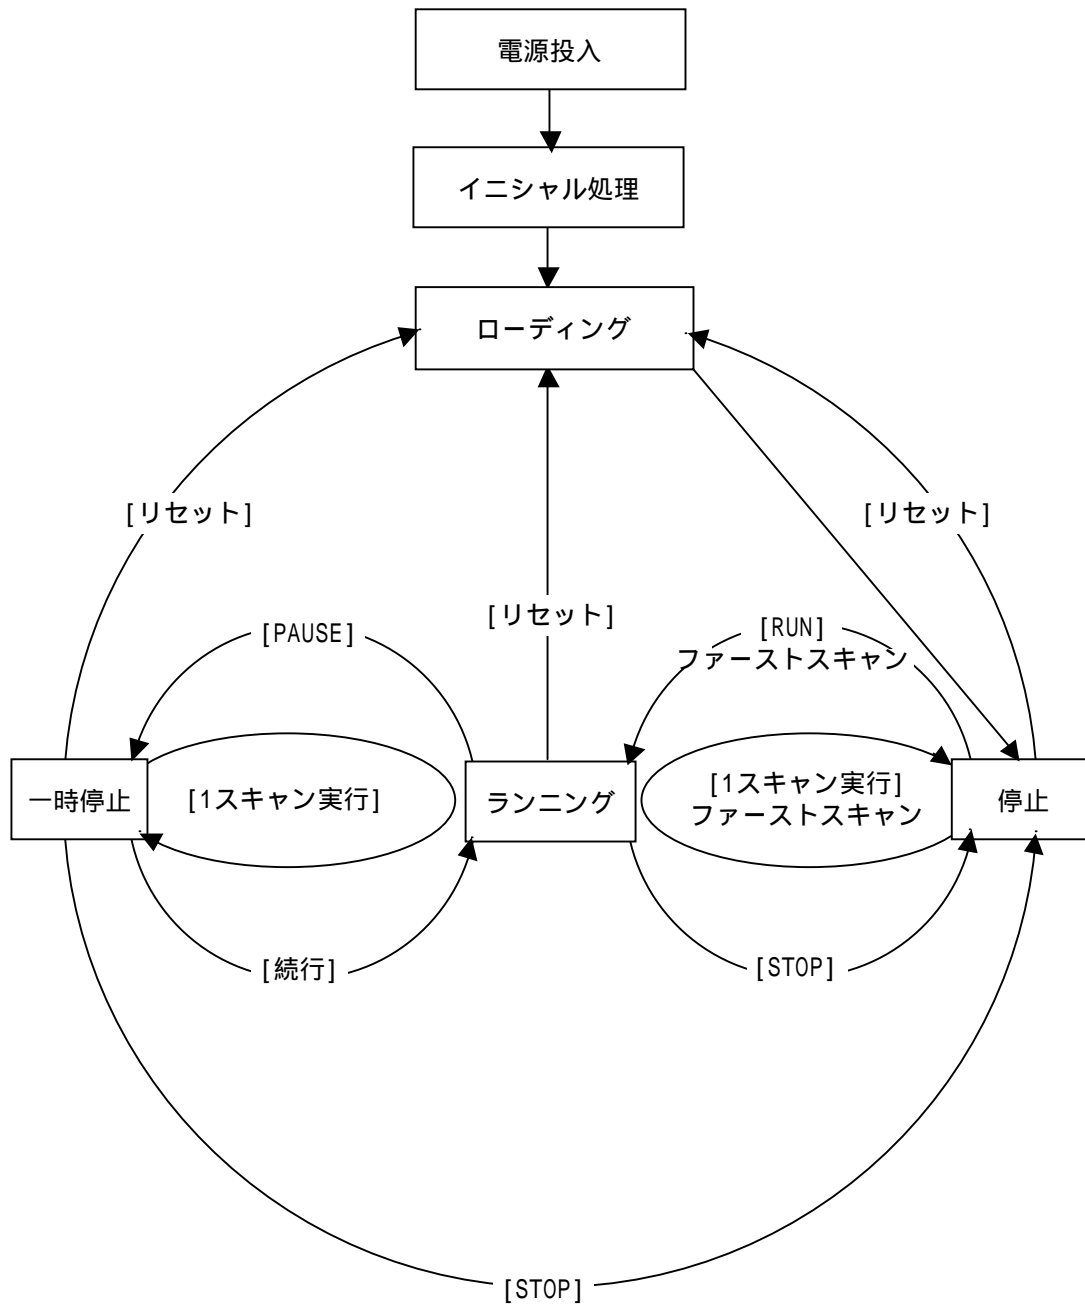 電源投入
イニシャル処理
ローディング
[リセット]
[リセット]
[リセット]
[PAUSE]
[RUN]
ファーストスキャン
一時停止
[1スキャン実行]
ランニング
[1スキャン実行]
ファーストスキャン
停止
[続行]
[STOP]
[STOP]